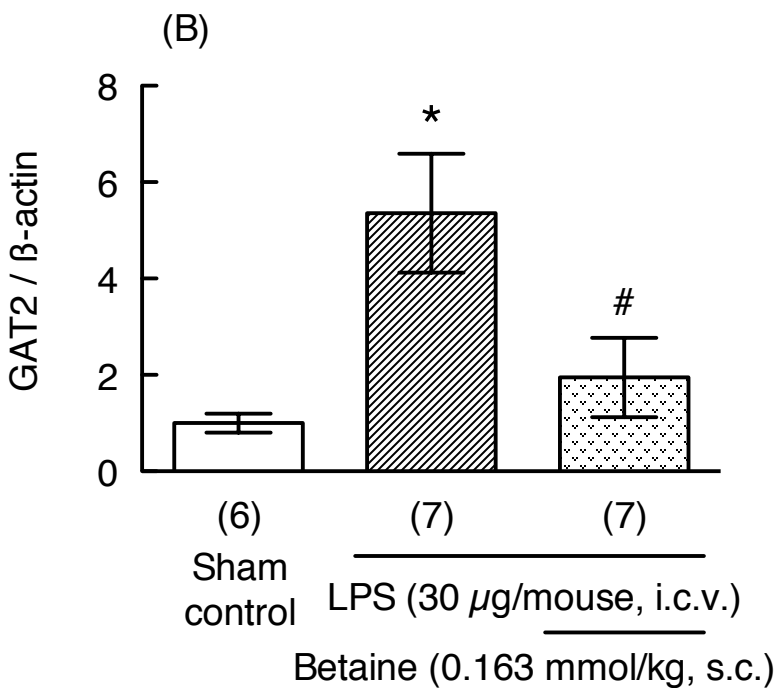 (B)
GAT2 / ß-actin
8
6
4
2
0
*
#
(6)
(7)
(7)
Sham
control
LPS (30 µg/mouse, i.c.v.)
Betaine (0.163 mmol/kg, s.c.)